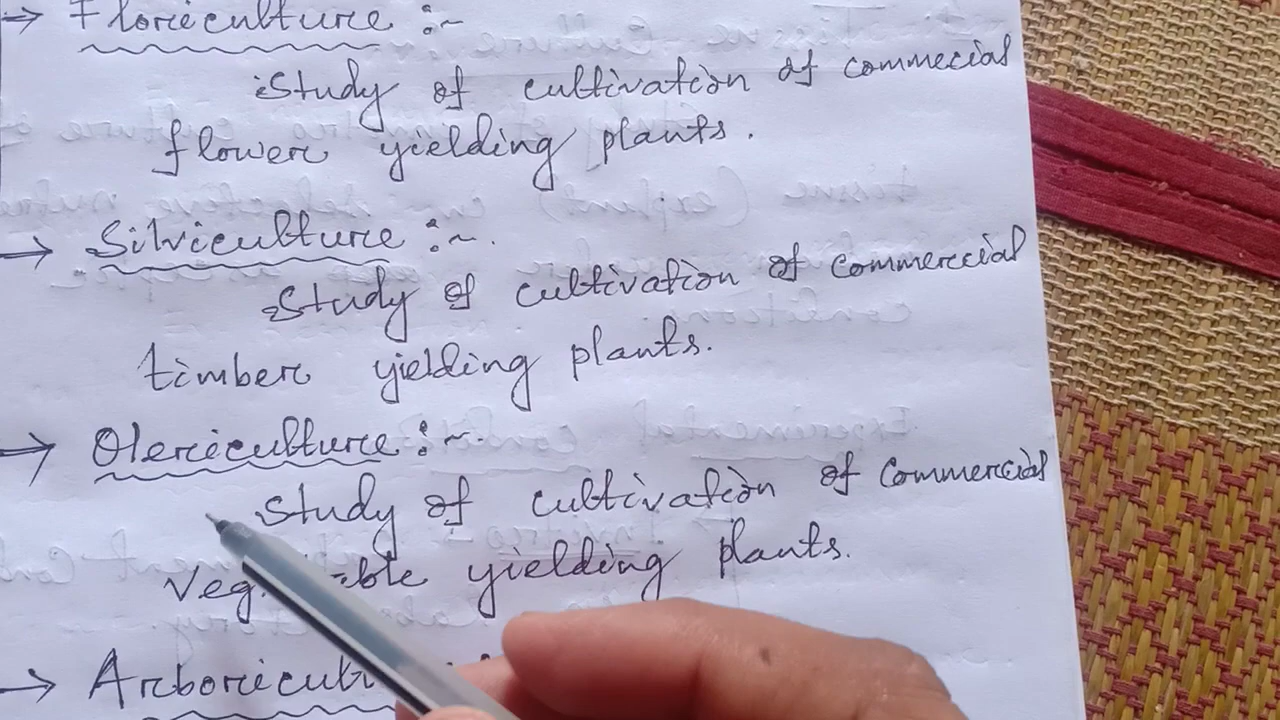 → Floriculture :~
Study of cultivation of commecial
flower yielding plants.
→ Silviculture :~.
Study of cultivation of commercial
timber yielding plants.
→ Olericulture :~.
Study of cultivation of commercial
yielding plants.
→